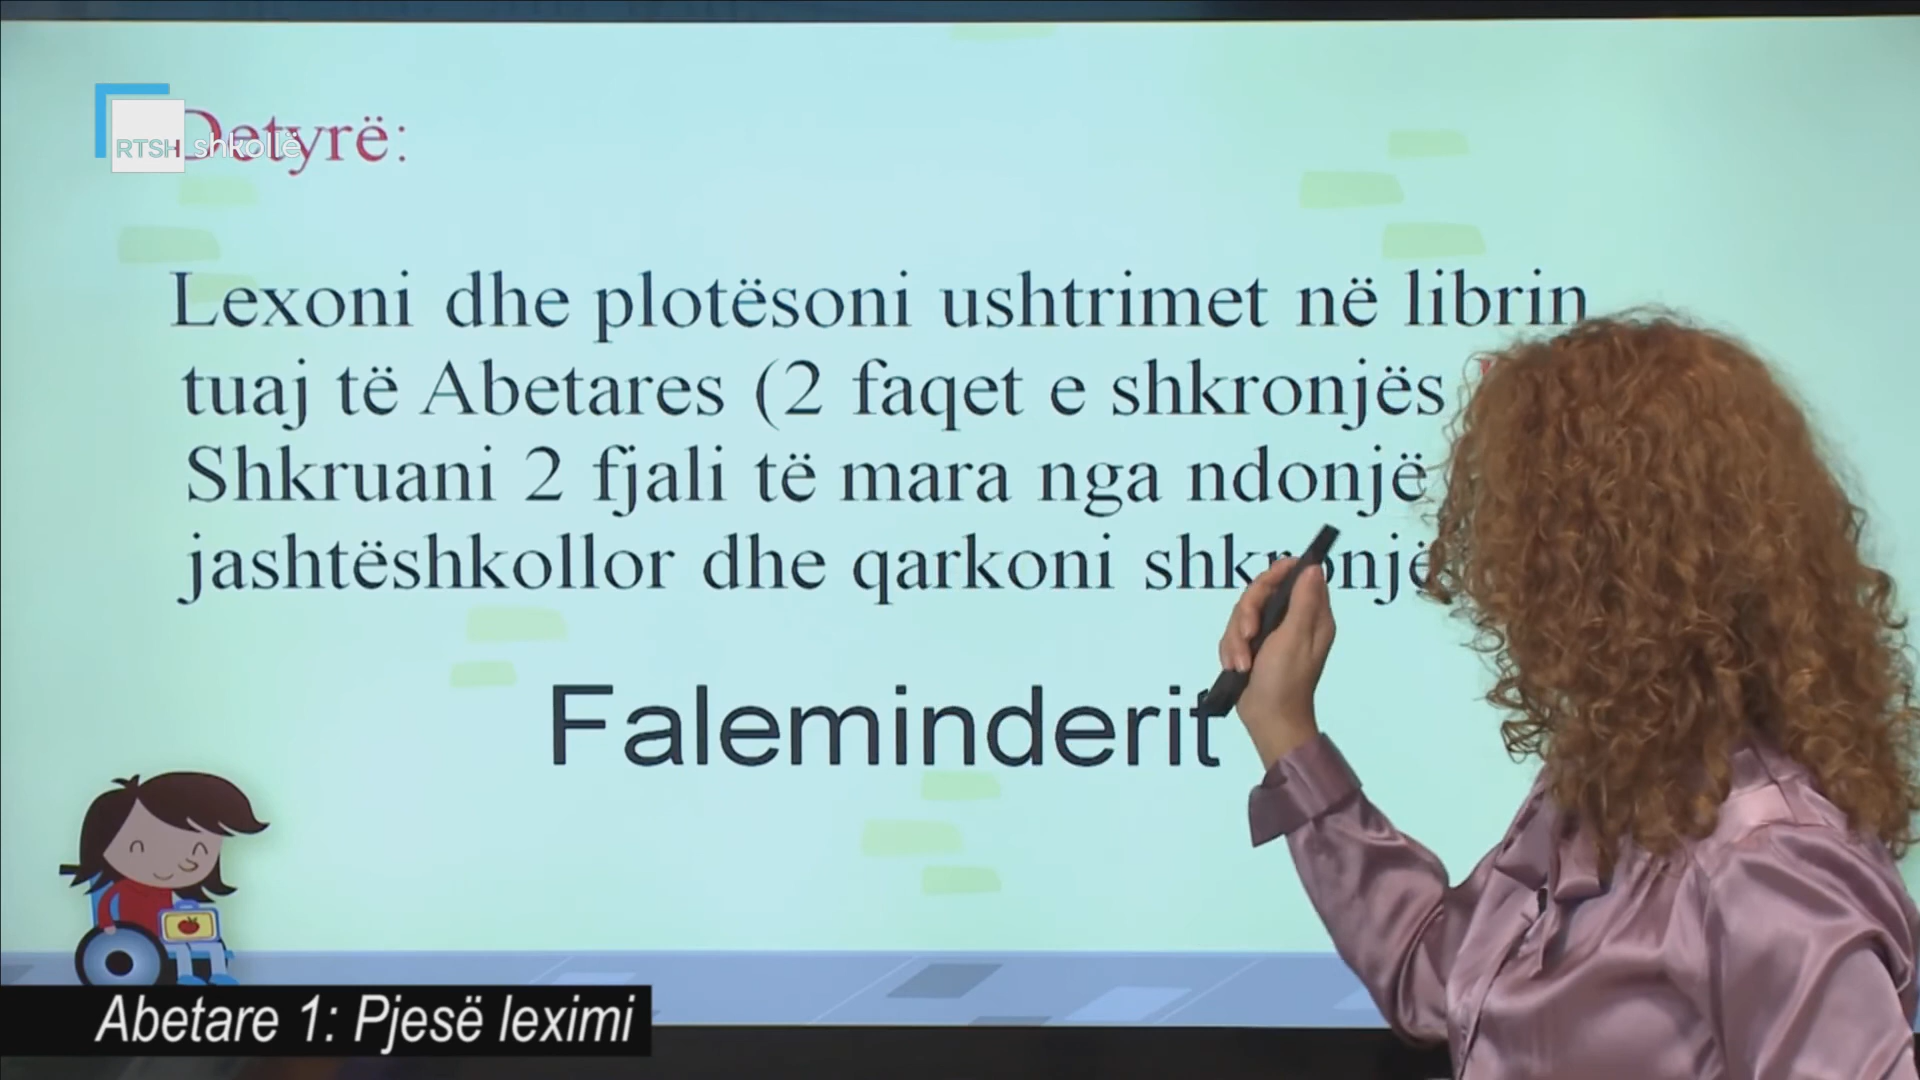 RTSH shkollë
Detyrë:
Lexoni dhe plotësoni ushtrimet në librin
tuaj të Abetares (2 faqet e shkronjës
Shkruani 2 fjali të mara nga ndonjë
jashtëshkollor dhe qarkoni
Faleminderit
Abetare 1: Pjesë leximi